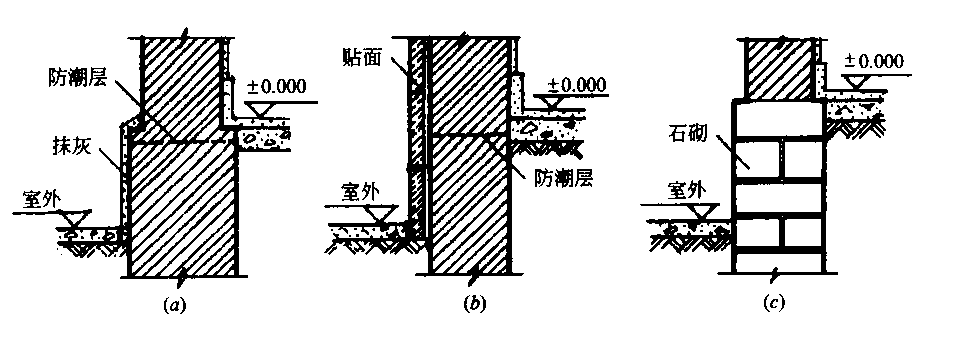 防潮层
±0.000
抹灰
室外
(a)
贴面
±0.000
防潮层
室外
(b)
±0.000
石砌
室外
(c)